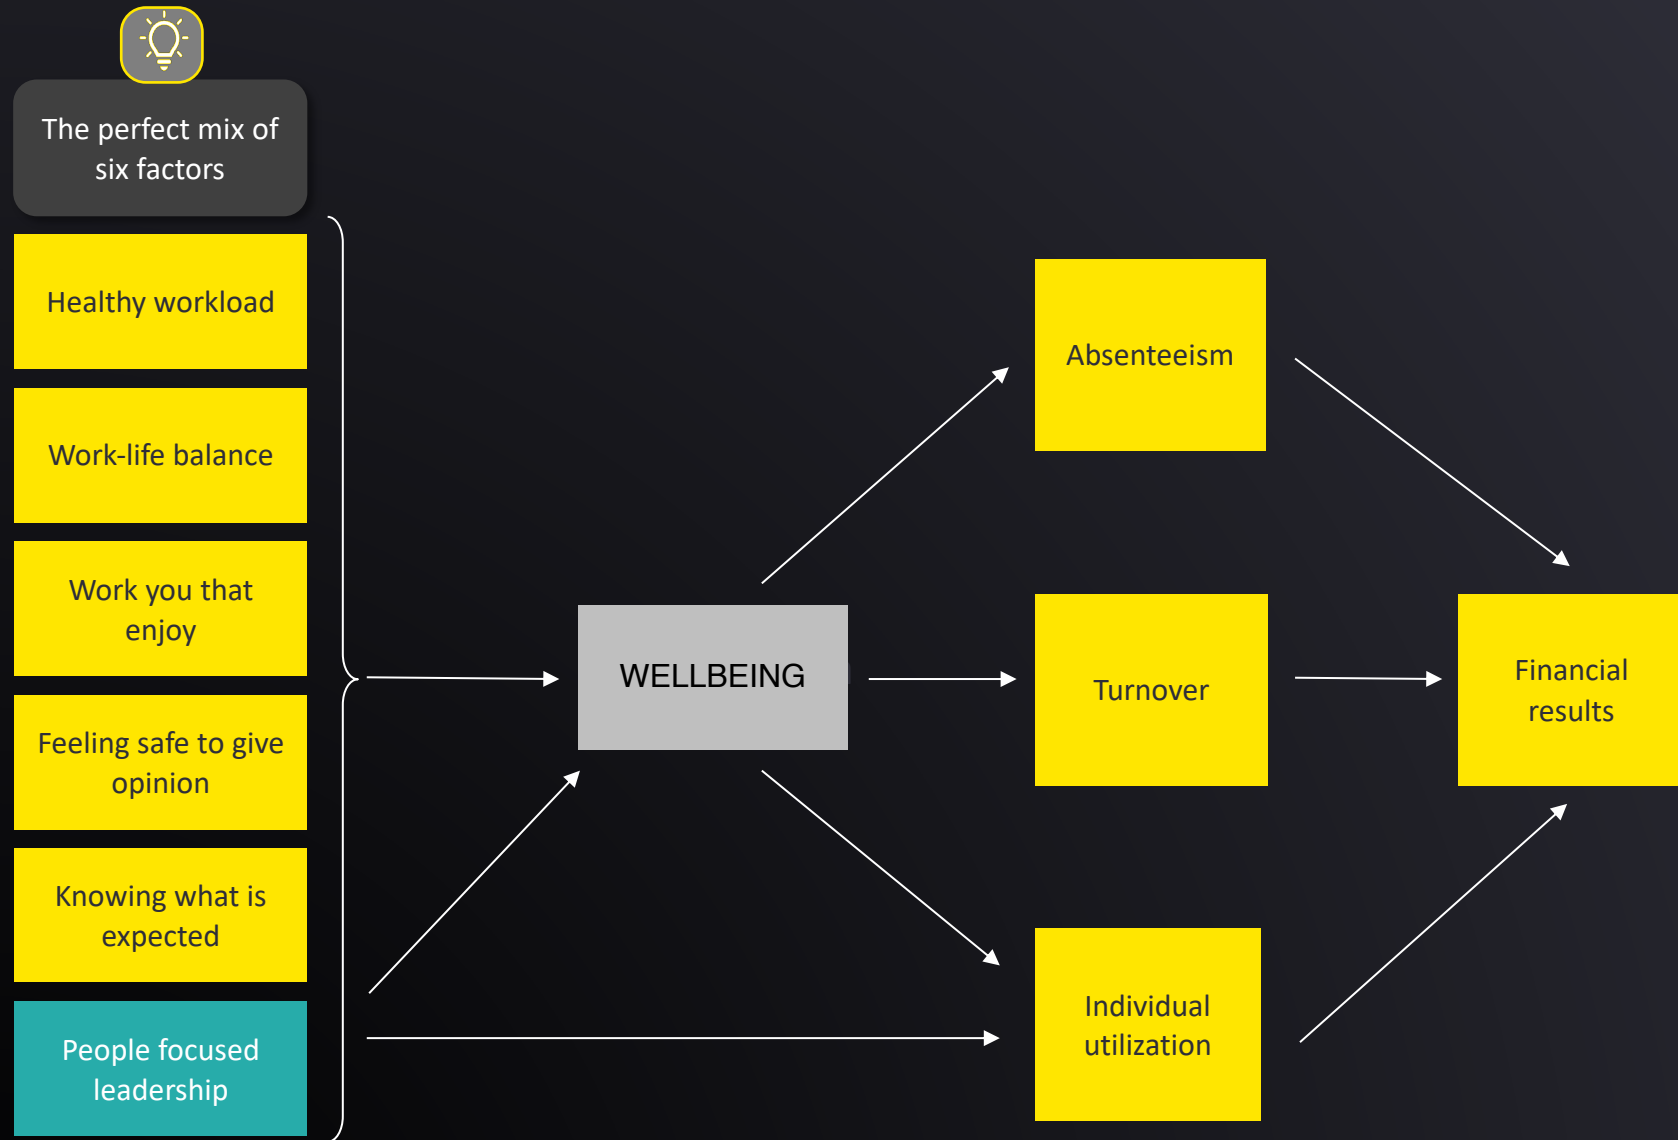 The perfect mix of
six factors
Healthy workload
Work-life balance
Work you that
enjoy
Feeling safe to give
opinion
Knowing what is
expected
People focused
leadership
WELLBEING
Absenteeism
Turnover
Individual
utilization
Financial
results